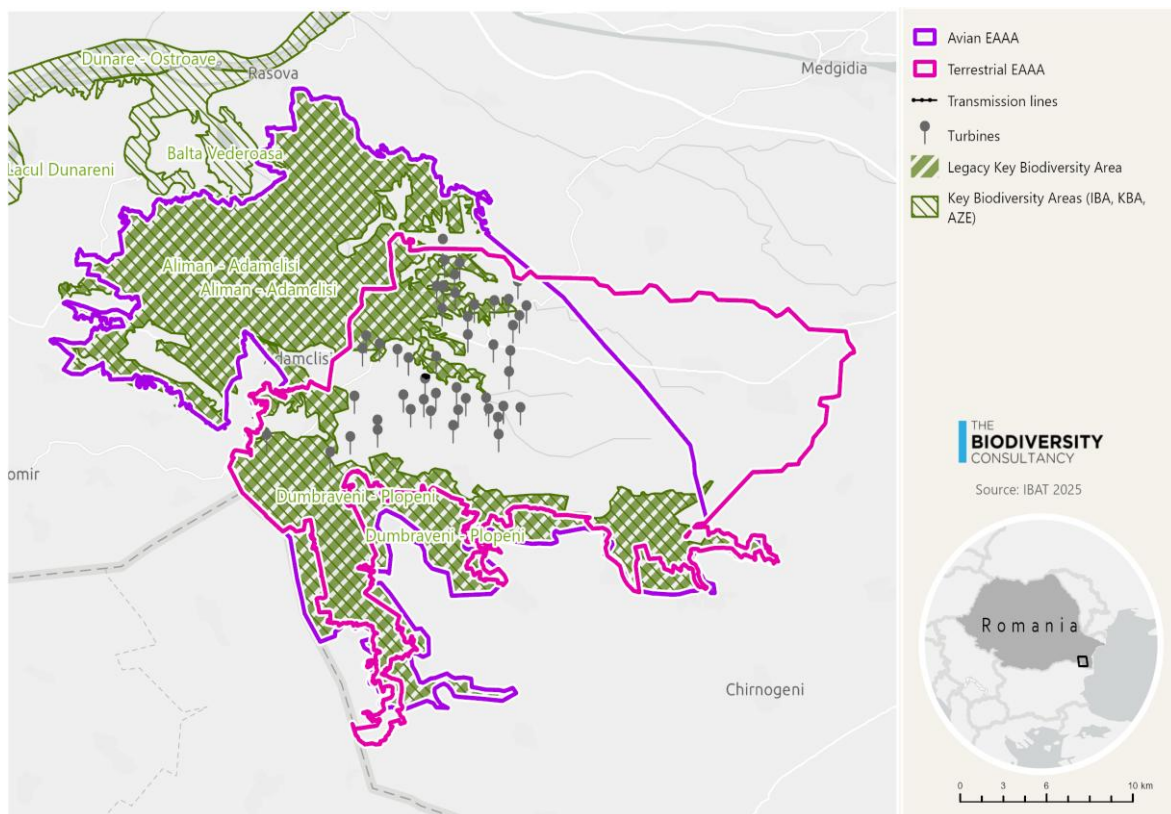 Dunare - Ostroave
Rasova
Medgidia
Balta Vederoasa
Lacul Dunareni
Aliman - Adamclisi
Aliman - Adamclisi
Adamclisi
omir
Dumbraveni - Plopeni
Dumbraveni - Plopeni
Chirnogeni
Avian EAAA
Terrestrial EAAA
Transmission lines
Turbines
Legacy Key Biodiversity Area
Key Biodiversity Areas (IBA, KBA,
AZE)
THE
BIODIVERSITY
CONSULTANCY
Source: IBAT 2025
Romania
0 3 6 10 km